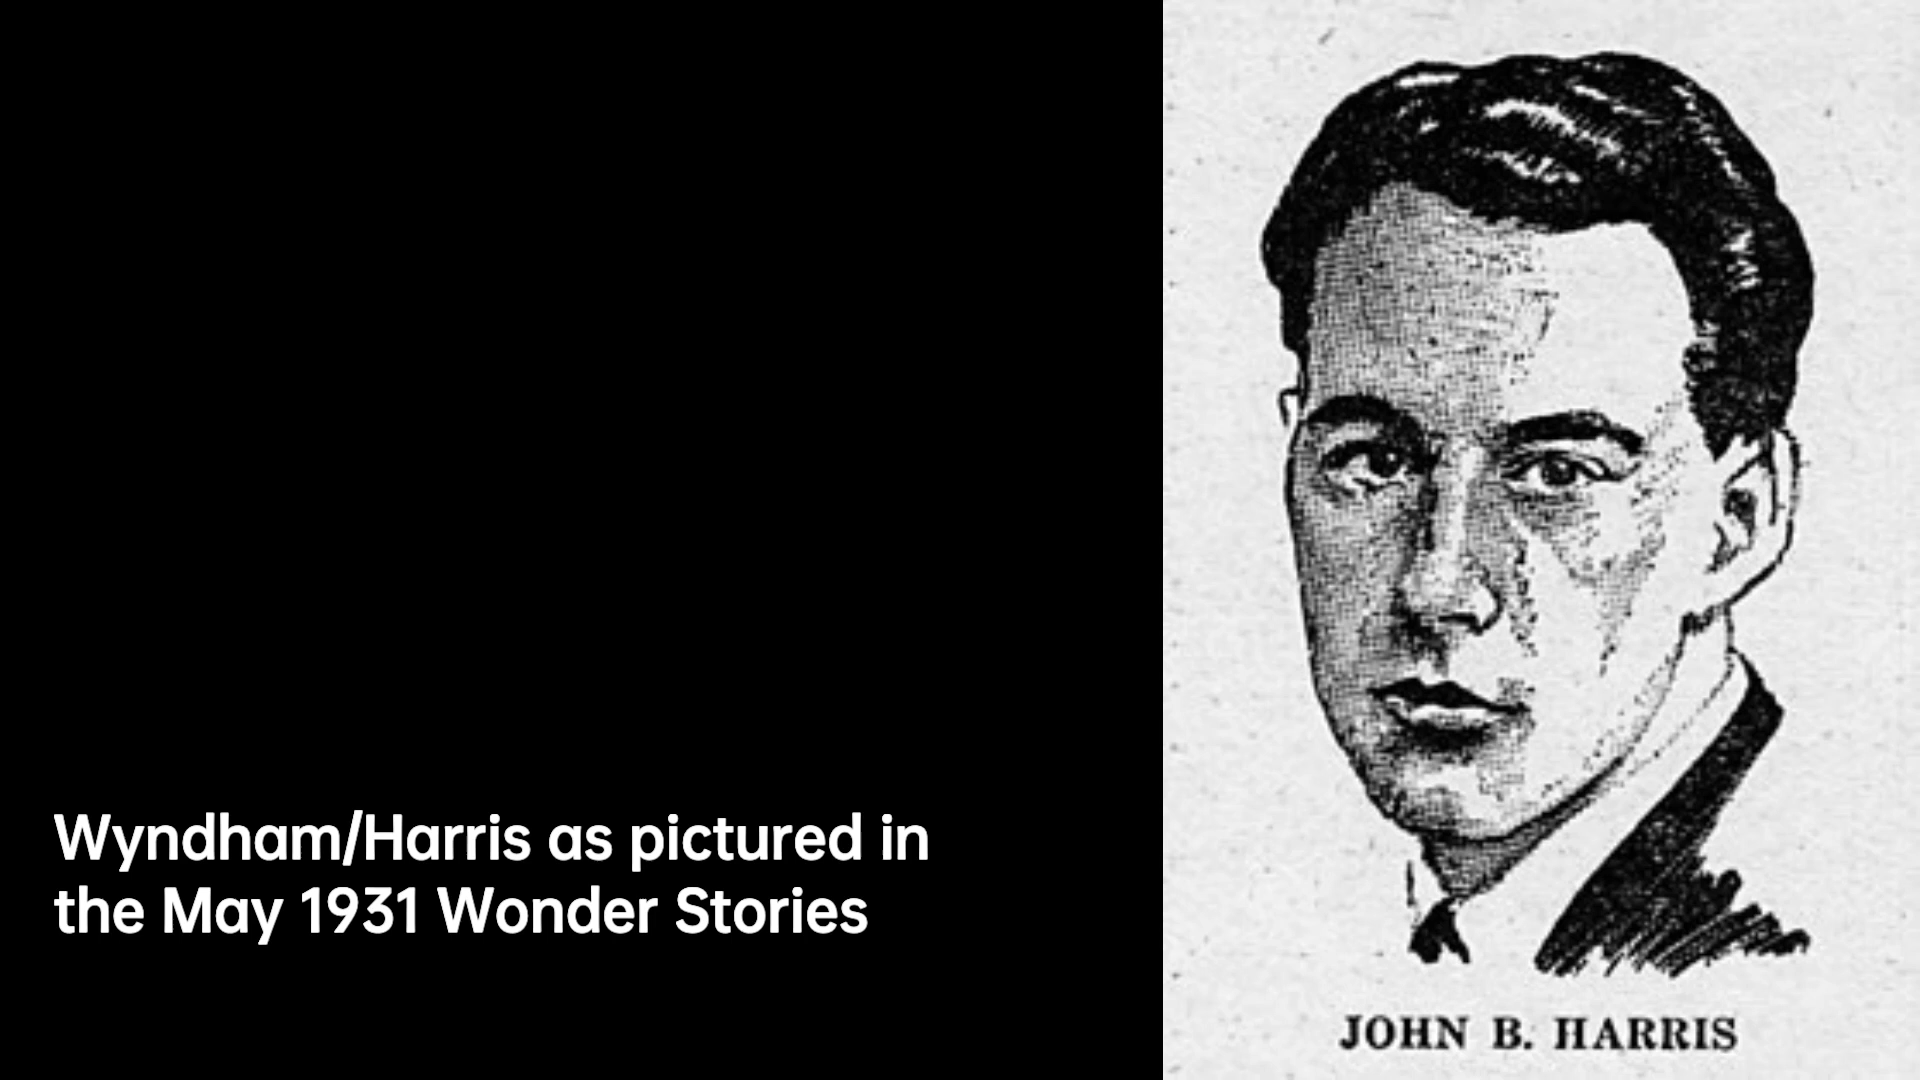 Wyndham/Harris as pictured in
the May 1931 Wonder Stories
JOHN B. HARRIS